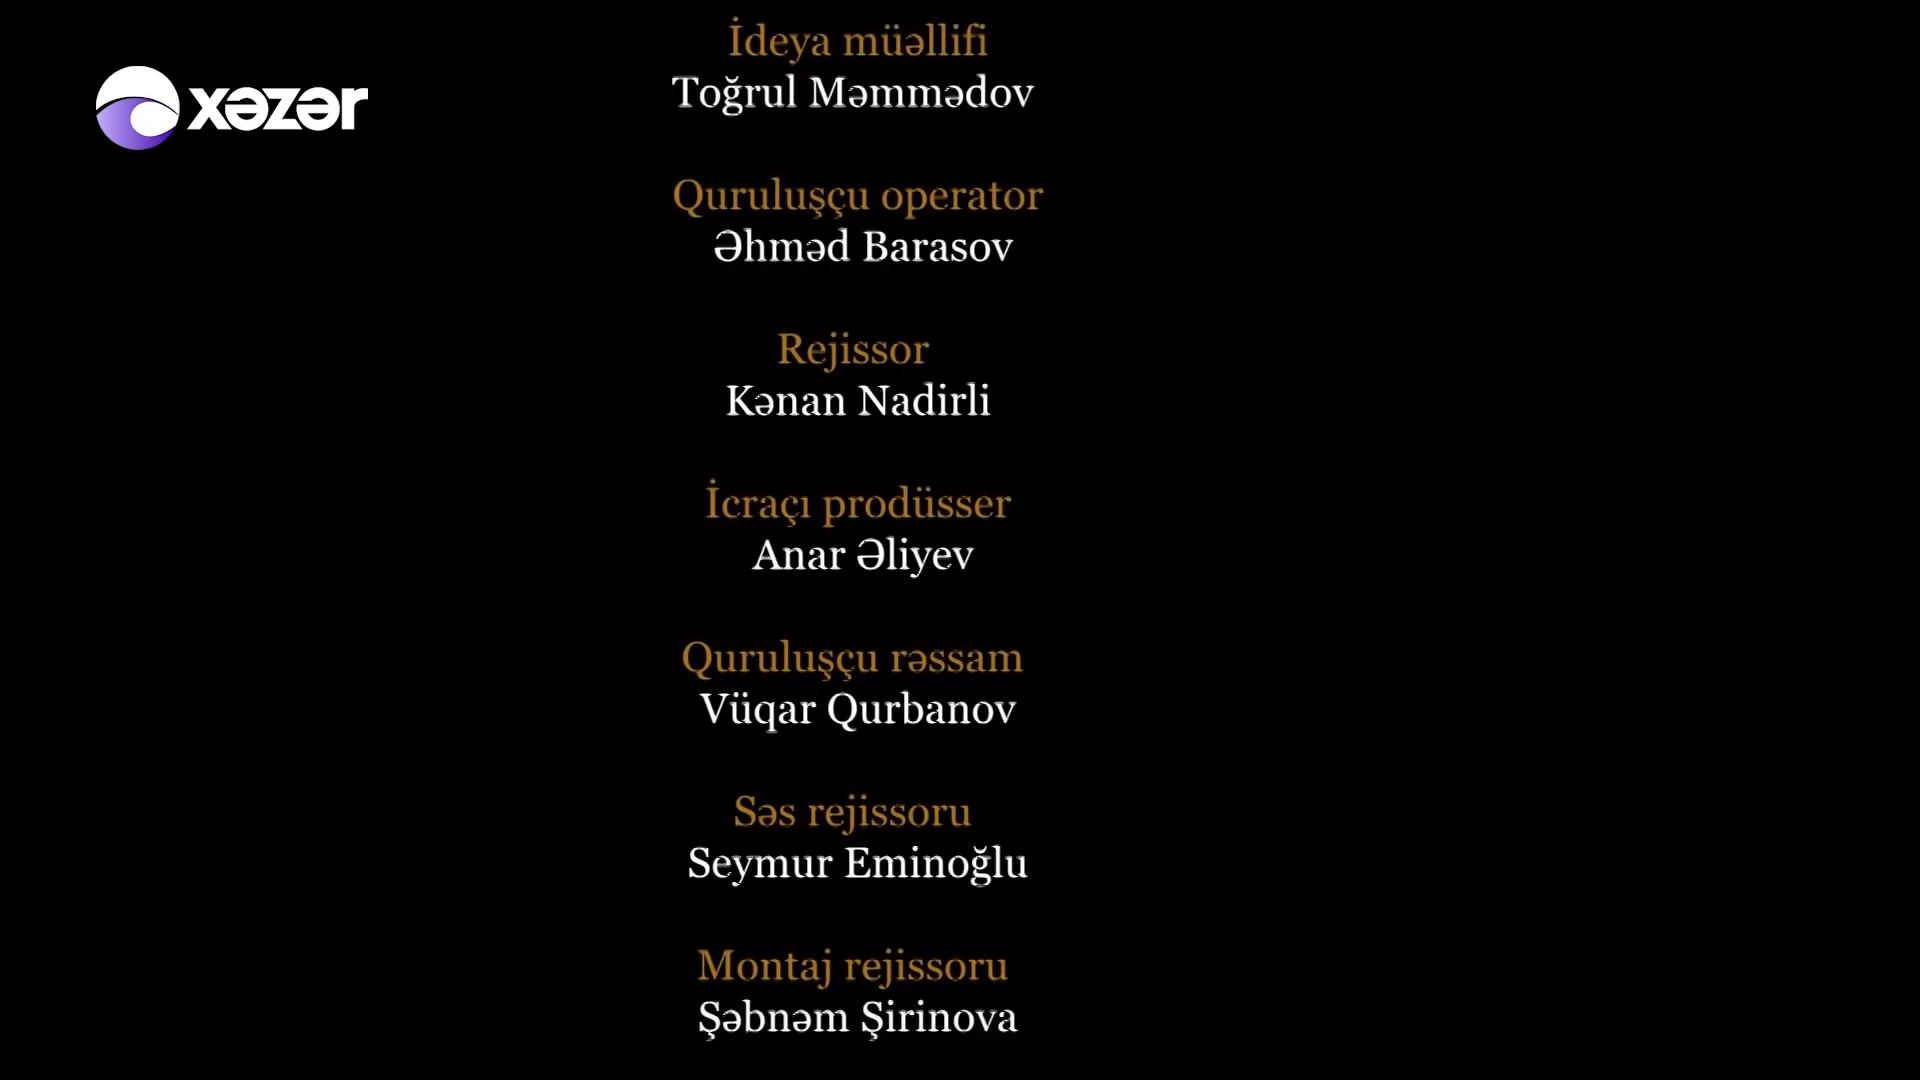 xəzər
İdeya müəllifi
Toğrul Məmmədov
Quruluşçu operator
Əhməd Barasov
Rejissor
Kənan Nadirli
İcraçı prodüsser
Anar Əliyev
Quruluşçu rəssam
Vüqar Qurbanov
Səs rejissoru
Seymur Eminoğlu
Montaj rejissoru
Şəbnəm Şirinova